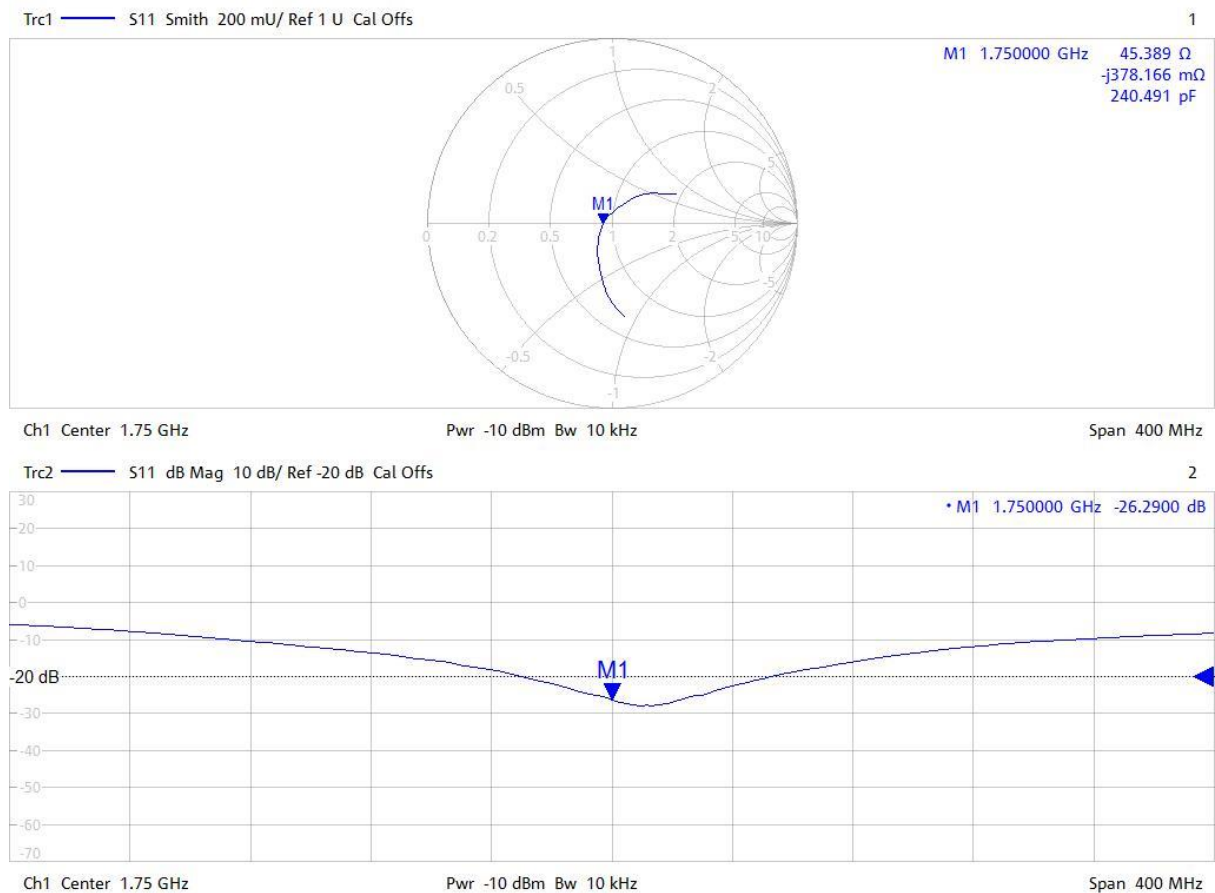 Trc1 S11 Smith 200 mU/ Ref 1 U Cal Offs 1
M1 1.750000 GHz 45.389 Ω
-j378.166 mΩ
240.491 pF
1
0.5 2
5
M1
0 0.2 0.5 1 2 5 10
-5
-0.5 -2
-1
Ch1 Center 1.75 GHz Pwr -10 dBm Bw 10 kHz Span 400 MHz
Trc2 S11 dB Mag 10 dB/ Ref -20 dB Cal Offs 2
30
• M1 1.750000 GHz -26.2900 dB
20
10
0
-10
M1
-20 dB
-30
-40
-50
-60
-70
Ch1 Center 1.75 GHz Pwr -10 dBm Bw 10 kHz Span 400 MHz